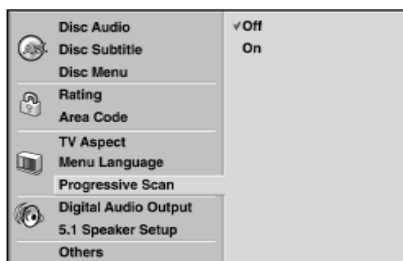 Disc Audio
Disc Subtitle
Disc Menu
Rating
Area Code
TV Aspect
Menu Language
Progressive Scan
Digital Audio Output
5.1 Speaker Setup
Others
✓Off
On